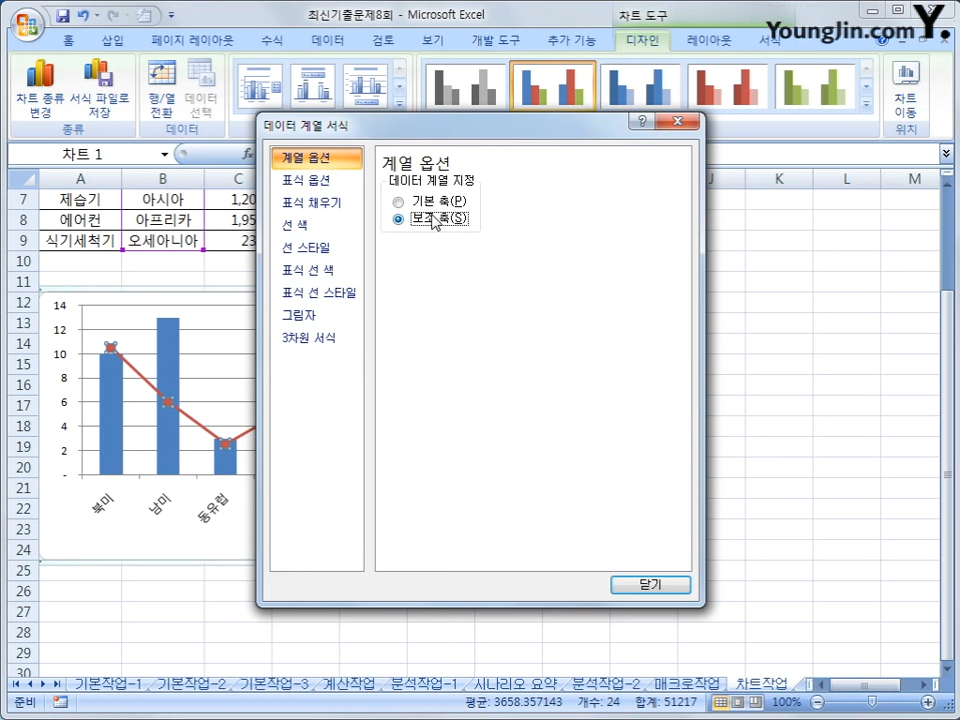 최신기출문제8회 - Microsoft Excel
차트 도구
YoungJin.com Y.
홈 삽입 페이지 레이아웃 수식 데이터 검토 보기 개발 도구 추가 기능 디자인 레이아웃 서식
차트 종류 변경
서식 파일로 저장
행/열 전환
데이터 선택
차트 이동
종류
데이터
위치
차트 1
fx
데이터 계열 서식
계열 옵션
표식 옵션
표식 채우기
선 색
선 스타일
표식 선 색
표식 선 스타일
그림자
3차원 서식
계열 옵션
데이터 계열 지정
기본 축(P)
보조 축(S)
닫기
A B C J K L M
7 제습기 아시아 1,20
8 에어컨 아프리카 1,95
9 식기세척기 오세아니아 23
10
11
12
13
14
15
16
17
18
19
20
21
22
23
24
25
26
27
28
29
30
14
12
10
8
6
4
2
-
북미 남미 동유럽
기본작업-1 기본작업-2 기본작업-3 계산작업 분석작업-1 시나리오 요약 분석작업-2 매크로작업 차트작업
준비
평균: 3658.357143 개수: 24 합계: 51217 100%